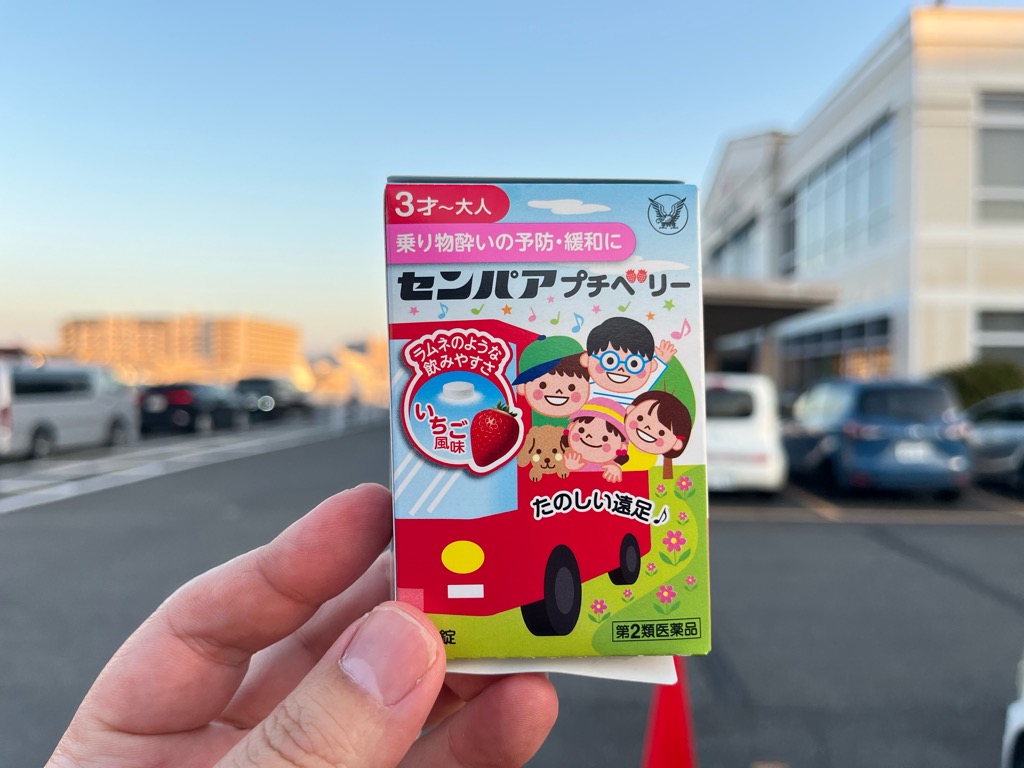 3才～大人
乗り物酔いの予防・緩和に
センパア プチベリー
ラムネのような
飲みやすさ
いちご
風味
たのしい遠足♪
第2類医薬品
錠